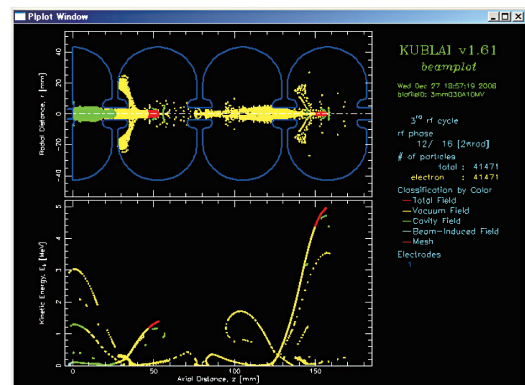 Plplot Window
KUBLAI v1.61
beamplot
Wed Dec 27 18:57:19 2006
3rd rf cycle
rf phase
12/ 16 [2πrad]
# of particles
total : 41471
electron : 41471
Classification by Color
Total Field
Vacuum Field
Cavity Field
Beam-Induced Field
Mesh
Electrodes
1
Radial Distance, r [mm]
40
20
0
-20
-40
Kinetic Energy, Ek [MeV]
5
4
3
2
1
0
0
50
100
150
Axial Distance, z [mm]